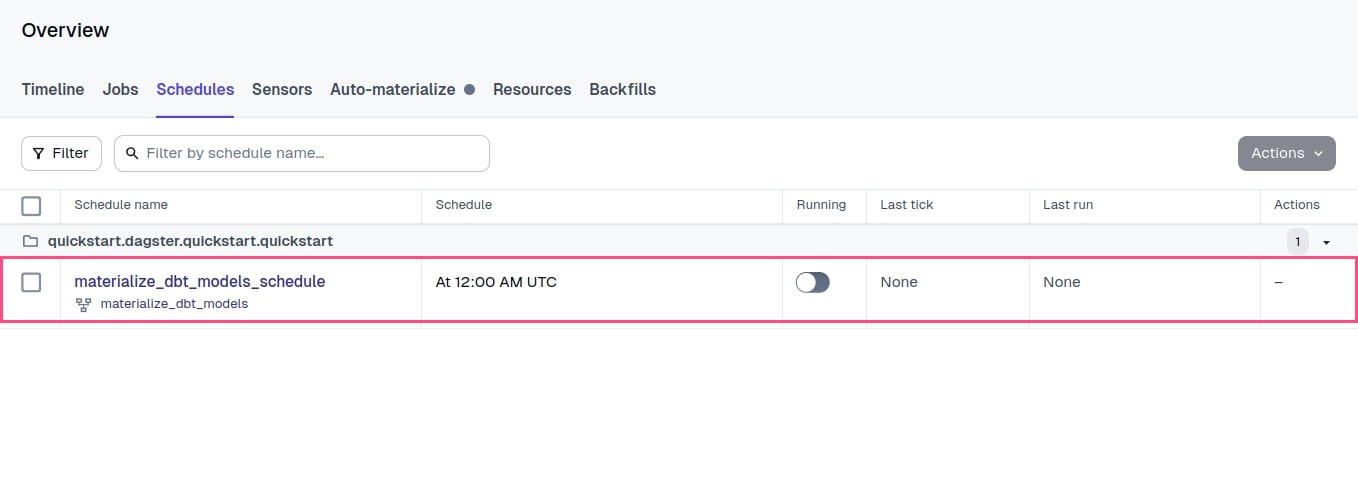 Overview
Timeline Jobs Schedules Sensors Auto-materialize Resources Backfills
Filter Filter by schedule name... Actions
Schedule name Schedule Running Last tick Last run Actions
quickstart.dagster.quickstart.quickstart 1
materialize_dbt_models_schedule At 12:00 AM UTC None None –
materialize_dbt_models